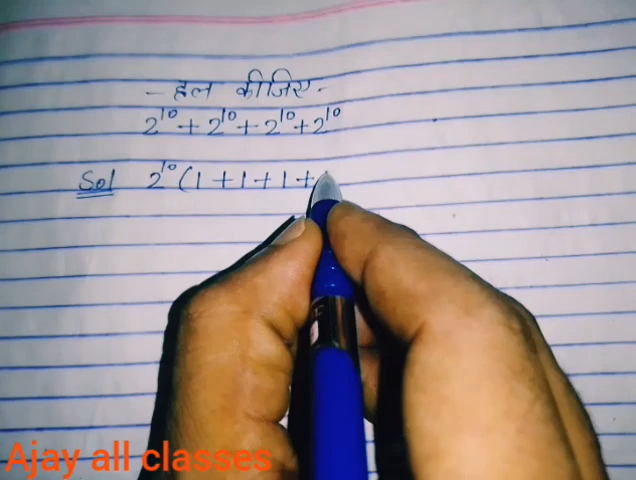 - हल कीजिए -
2¹⁰ + 2¹⁰ + 2¹⁰ + 2¹⁰
Sol 2¹⁰ (1 + 1 + 1 +
Ajay all classes